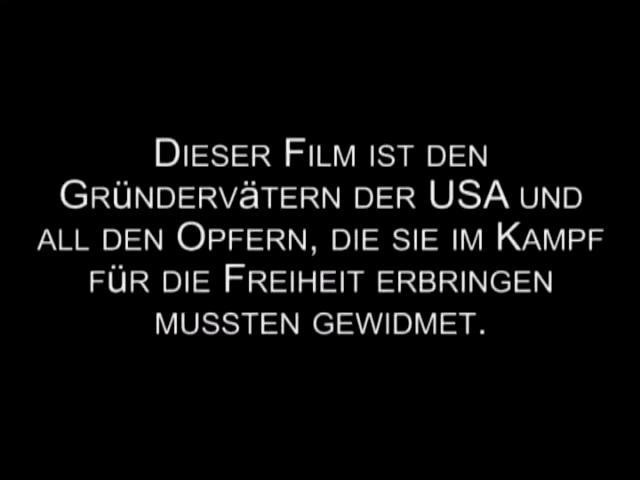 Dieser Film ist den
Gründervätern der USA und
all den Opfern, die sie im Kampf
für die Freiheit erbringen
mussten gewidmet.